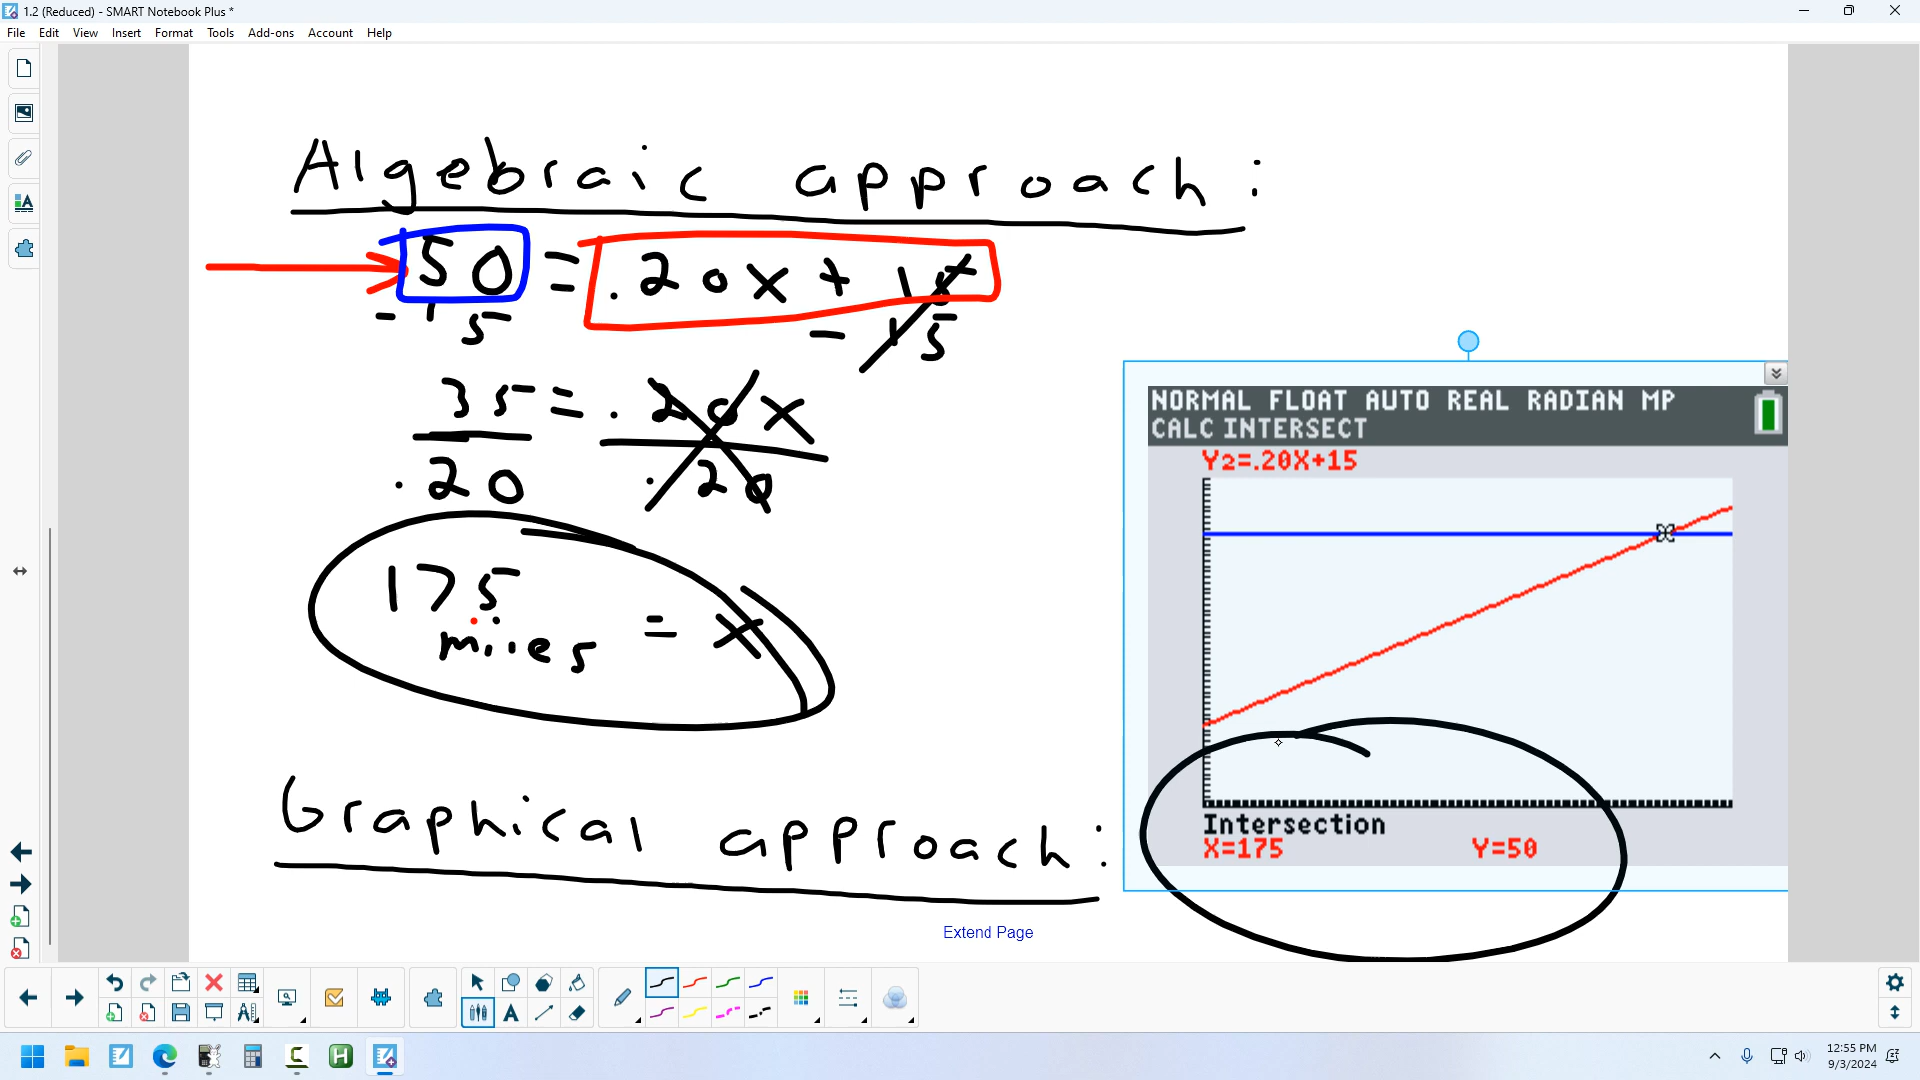 1.2 (Reduced) - SMART Notebook Plus *
File Edit View Insert Format Tools Add-ons Account Help
Algebraic approach:
50 = .20x + 15
- 15 - 15
35 = .20x
.20 .20
175
miles = x
Graphical approach:
NORMAL FLOAT AUTO REAL RADIAN MP
CALC INTERSECT
Y2=.20X+15
Intersection
X=175 Y=50
Extend Page
12:55 PM
9/3/2024